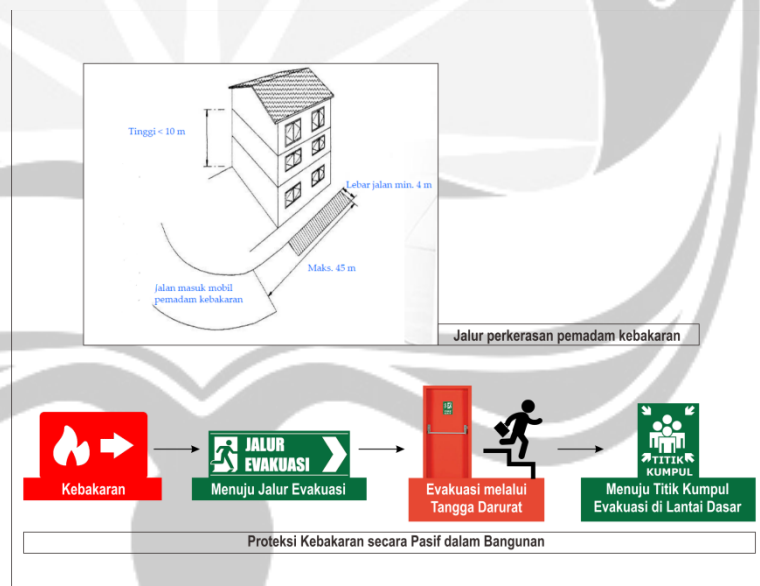 Tinggi < 10 m
Lebar jalan min. 4 m
Maks. 45 m
Jalan masuk mobil
pemadam kebakaran
Jalur perkerasan pemadam kebakaran
JALUR
EVAKUASI
TITIK
KUMPUL
Kebakaran
Menuju Jalur Evakuasi
Evakuasi melalui
Tangga Darurat
Menuju Titik Kumpul
Evakuasi di Lantai Dasar
Proteksi Kebakaran secara Pasif dalam Bangunan